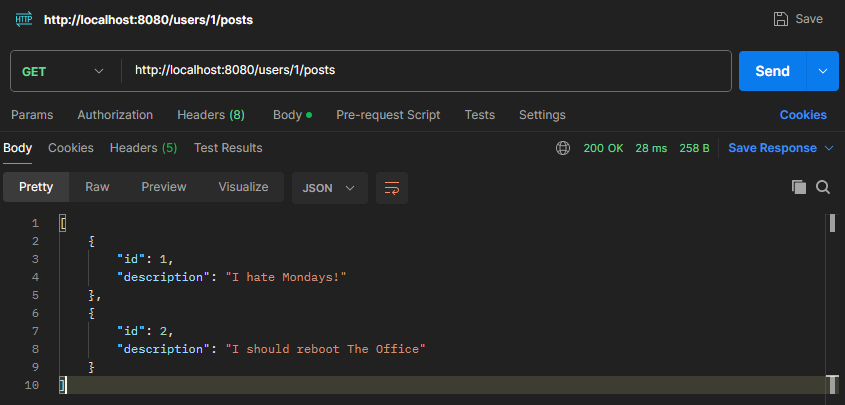 HTTP http://localhost:8080/users/1/posts Save
GET http://localhost:8080/users/1/posts Send
Params Authorization Headers (8) Body Pre-request Script Tests Settings Cookies
Body Cookies Headers (5) Test Results 200 OK 28 ms 258 B Save Response
Pretty Raw Preview Visualize JSON
1 [
2 {
3 "id": 1,
4 "description": "I hate Mondays!"
5 },
6 {
7 "id": 2,
8 "description": "I should reboot The Office"
9 }
10 ]